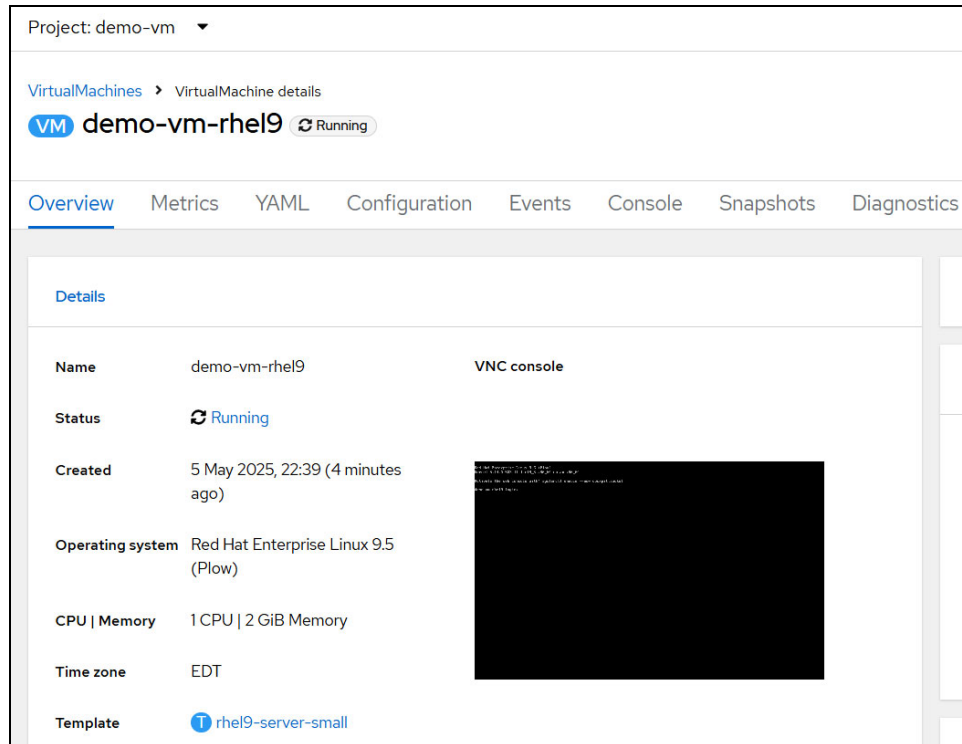 Project: demo-vm
VirtualMachines > VirtualMachine details
VM demo-vm-rhel9 Running
Overview Metrics YAML Configuration Events Console Snapshots Diagnostics
Details
Name demo-vm-rhel9 VNC console
Status Running
Created 5 May 2025, 22:39 (4 minutes
ago)
Operating system Red Hat Enterprise Linux 9.5
(Plow)
CPU | Memory 1 CPU | 2 GiB Memory
Time zone EDT
Template T rhel9-server-small